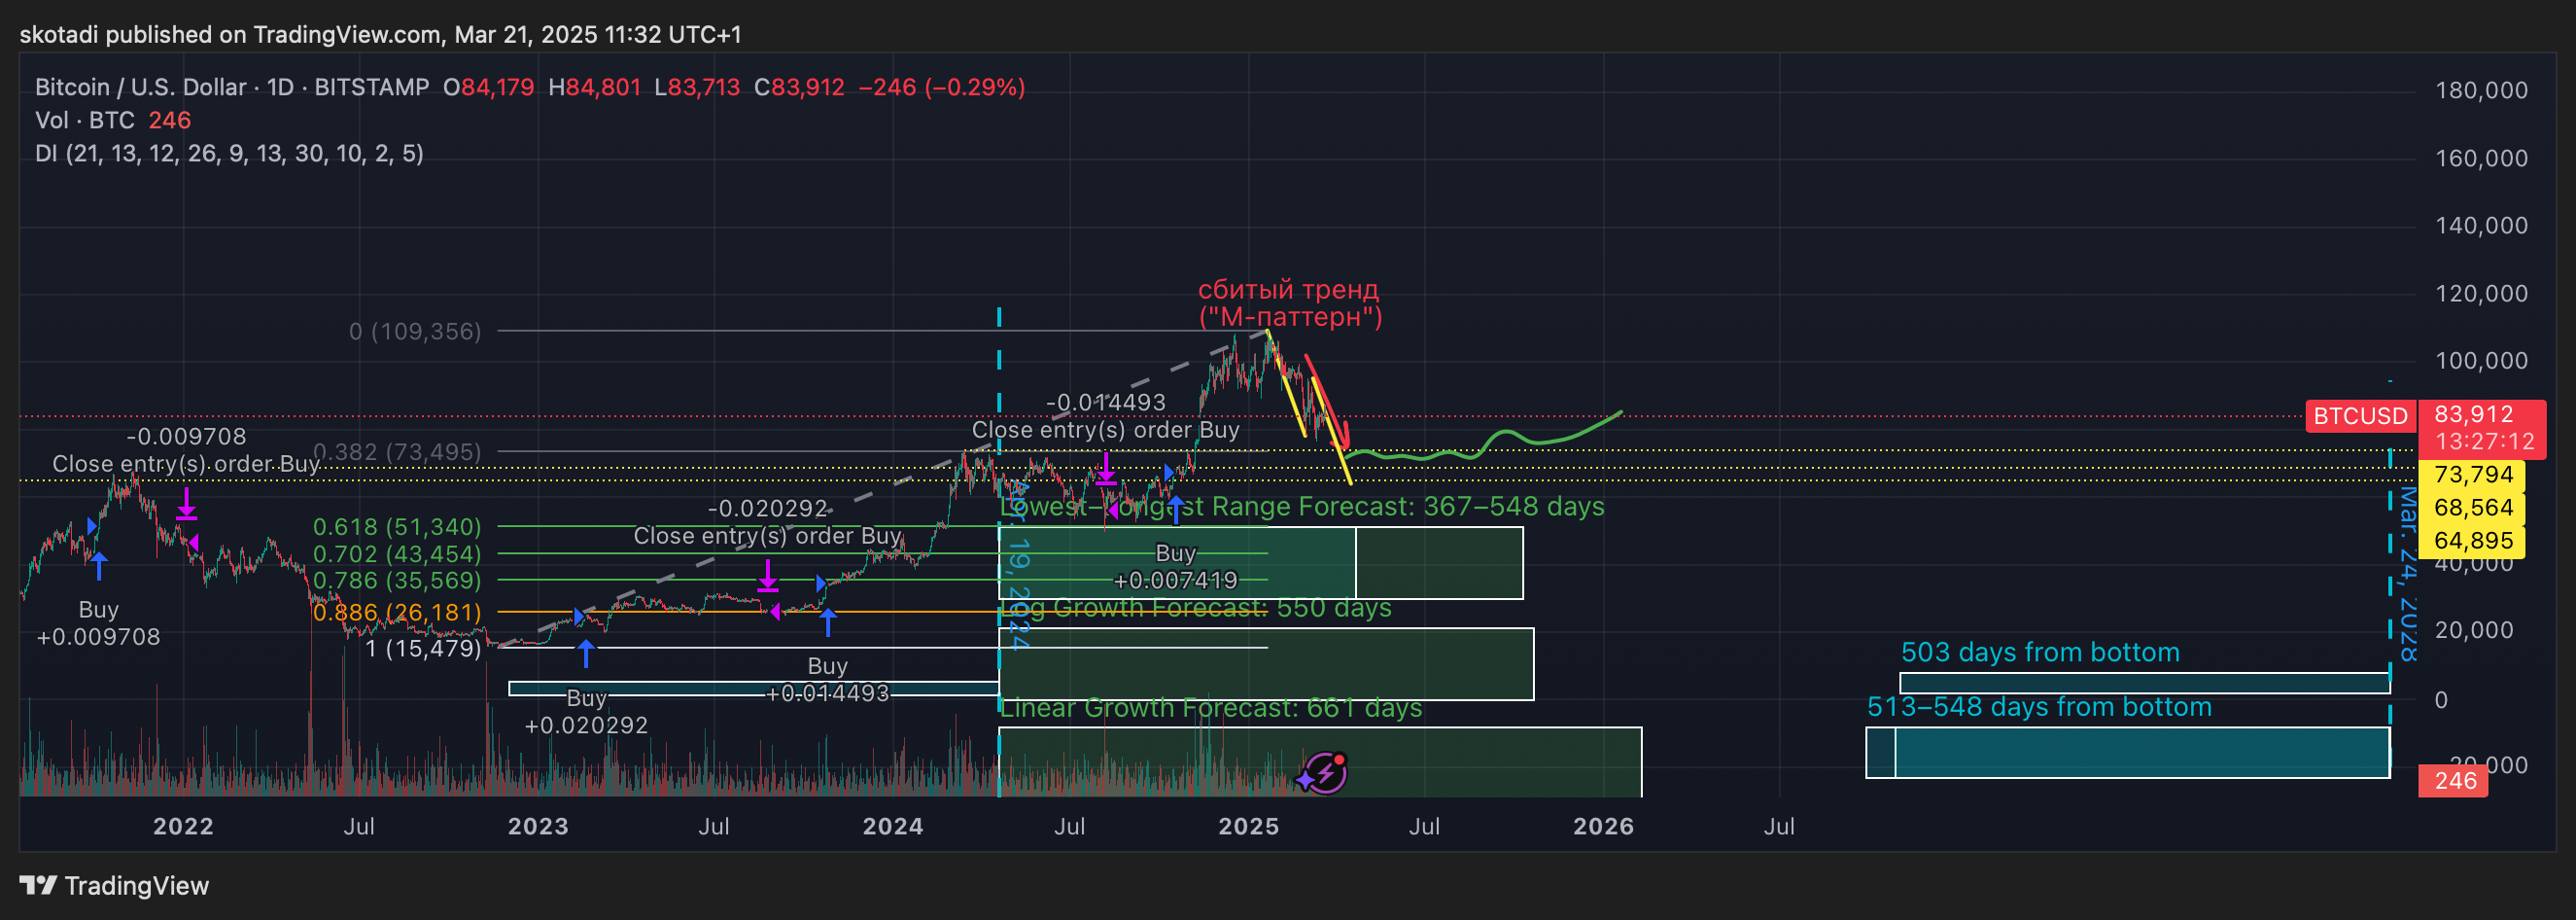 skotadi published on TradingView.com, Mar 21, 2025 11:32 UTC+1
Bitcoin / U.S. Dollar · 1D · BITSTAMP O84,179 H84,801 L83,713 C83,912 −246 (−0.29%)
Vol · BTC 246
DI (21, 13, 12, 26, 9, 13, 30, 10, 2, 5)
180,000
160,000
140,000
120,000
100,000
сбитый тренд
("М-паттерн")
0 (109,356)
-0.014493
Close entry(s) order Buy
-0.009708
Close entry(s) order Buy
0.382 (73,495)
BTCUSD
83,912
13:27:12
73,794
68,564
64,895
40,000
20,000
0
-0.020292
Close entry(s) order Buy
0.618 (51,340)
0.702 (43,454)
0.786 (35,569)
0.886 (26,181)
1 (15,479)
Buy
+0.009708
Lowest–Longest Range Forecast: 367–548 days
Buy
+0.007419
Log Growth Forecast: 550 days
Apr. 19, 2024
Mar. 24, 2028
Buy
+0.014493
Buy
+0.020292
Linear Growth Forecast: 661 days
503 days from bottom
513–548 days from bottom
246
2022
Jul
2023
Jul
2024
Jul
2025
Jul
2026
Jul
TradingView